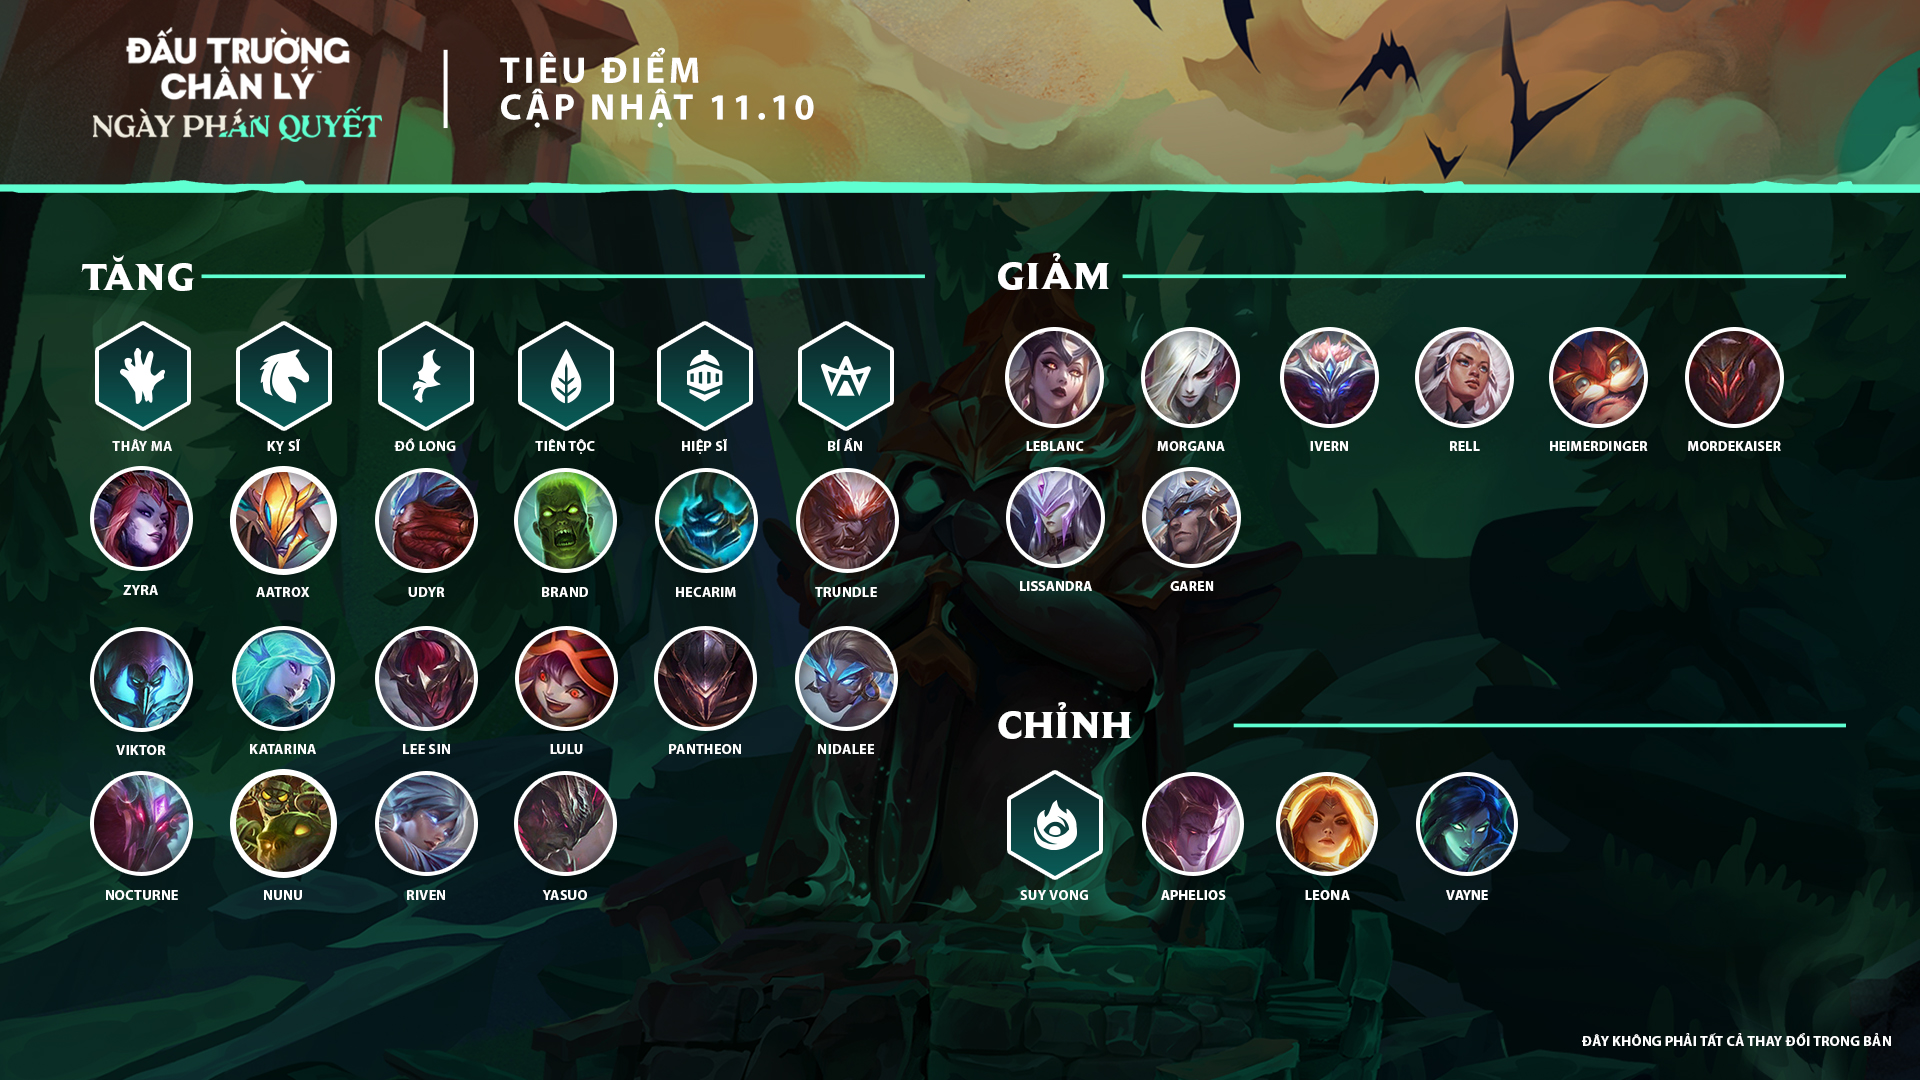 ĐẤU TRƯỜNG
CHÂN LÝ
NGÀY PHÁN QUYẾT
TIÊU ĐIỂM
CẬP NHẬT 11.10
TĂNG
THÂY MA KỴ SĨ ĐỒ LONG TIÊN TỘC HIỆP SĨ BÍ ẨN
ZYRA AATROX UDYR BRAND HECARIM TRUNDLE
VIKTOR KATARINA LEE SIN LULU PANTHEON NIDALEE
NOCTURNE NUNU RIVEN YASUO
GIẢM
LEBLANC MORGANA IVERN RELL HEIMERDINGER MORDEKAISER
LISSANDRA GAREN
CHỈNH
SUY VONG APHELIOS LEONA VAYNE
ĐÂY KHÔNG PHẢI TẤT CẢ THAY ĐỔI TRONG BẢN